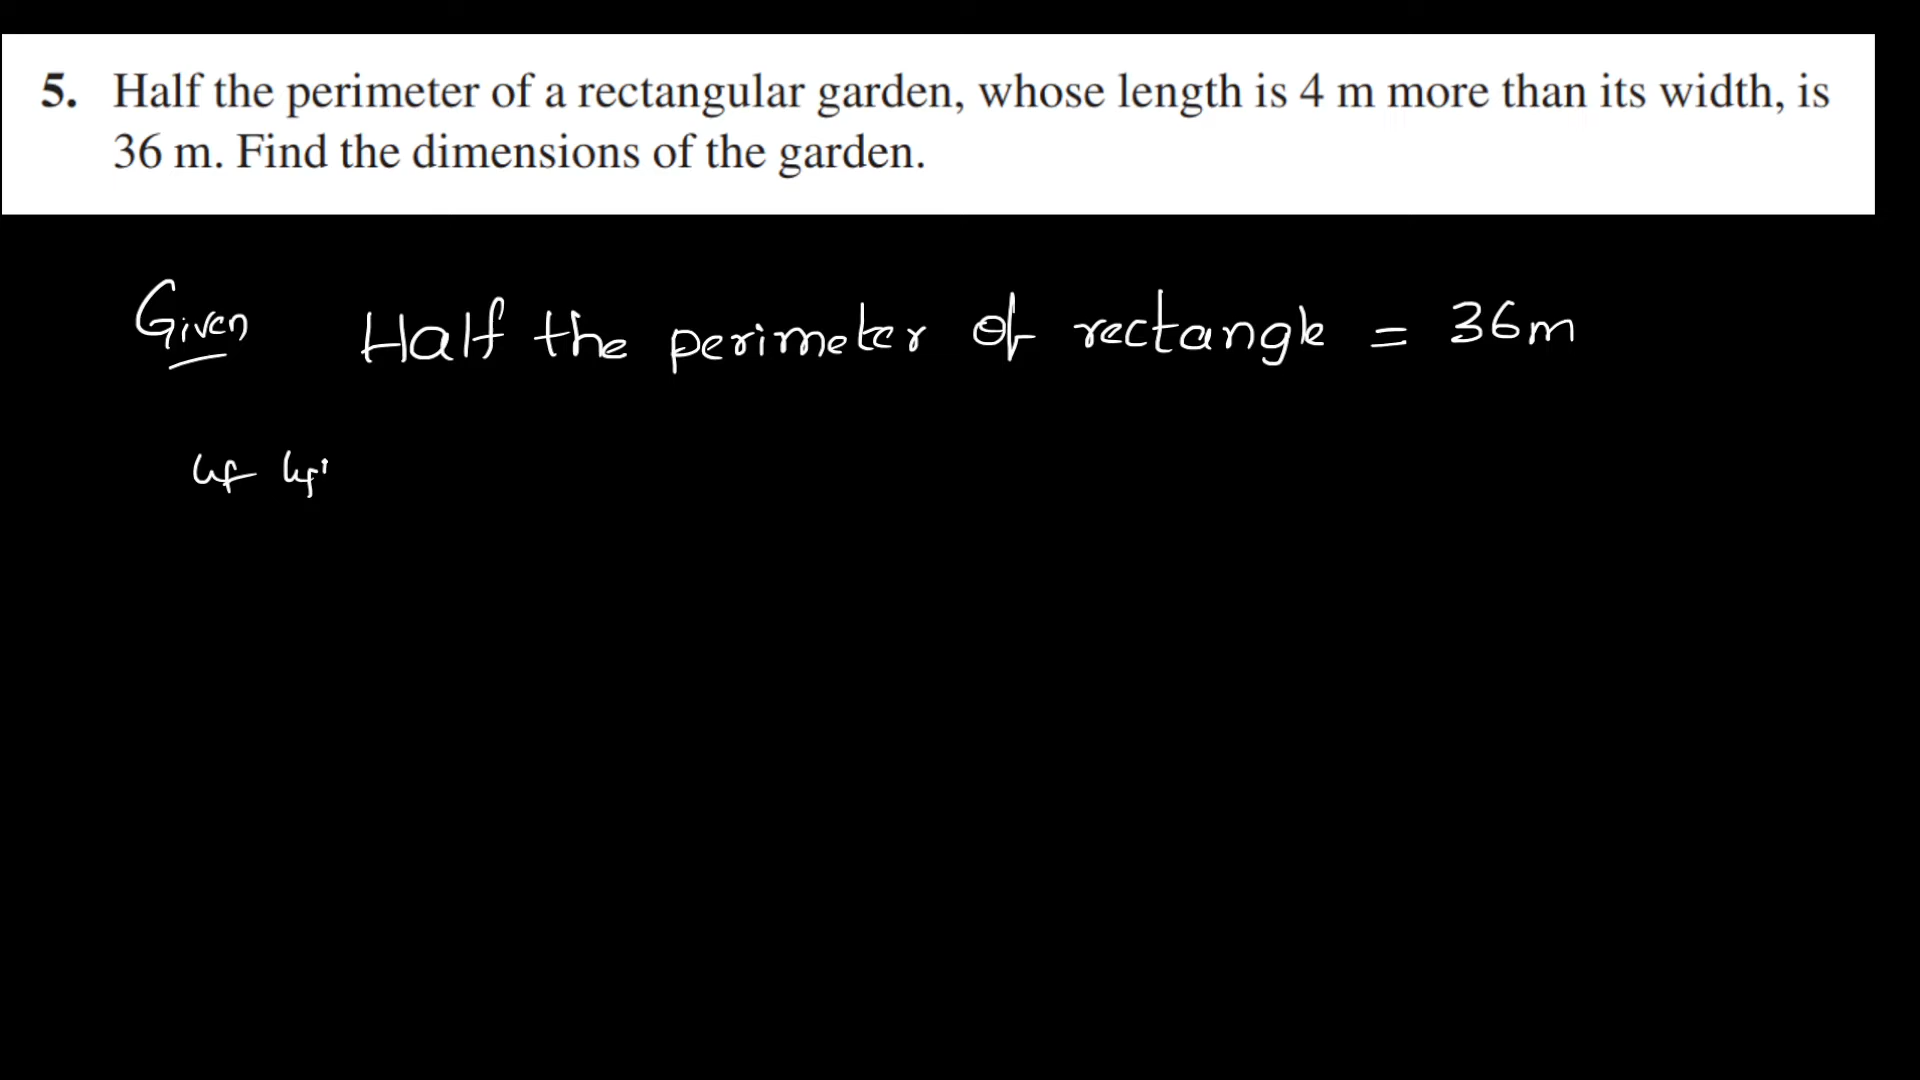 5. Half the perimeter of a rectangular garden, whose length is 4 m more than its width, is
36 m. Find the dimensions of the garden.
Given Half the perimeter of rectangle = 36m